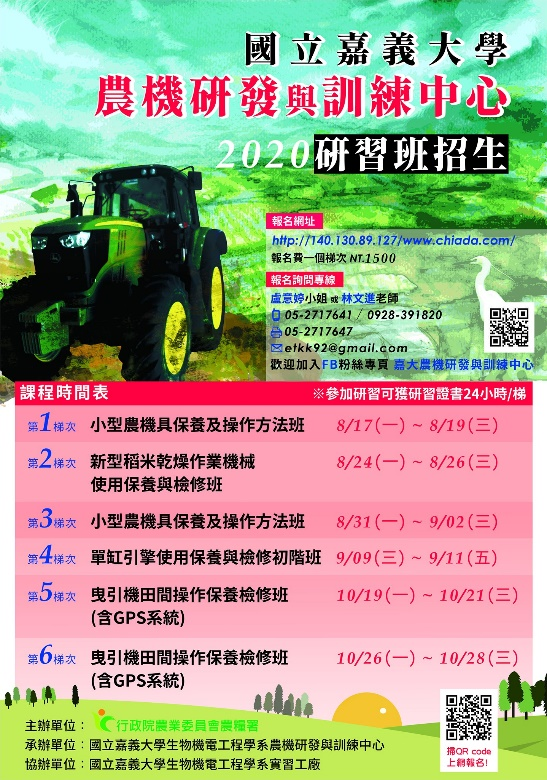 國立嘉義大學
農機研發與訓練中心
2020研習班招生
報名網址
http://140.130.89.127/www.chiada.com/
報名費一個梯次 NT.1500
報名詢問專線
盧意婷小姐 或 林文進老師
05-2717641 / 0928-391820
05-2717647
etkk92@gmail.com
歡迎加入FB粉絲專頁 嘉大農機研發與訓練中心
課程時間表 ※參加研習可獲研習證書24小時/梯
第1梯次 小型農機具保養及操作方法班 8/17(一) ~ 8/19(三)
第2梯次 新型稻米乾燥作業機械 8/24(一) ~ 8/26(三)
使用保養與檢修班
第3梯次 小型農機具保養及操作方法班 8/31(一) ~ 9/02(三)
第4梯次 單缸引擎使用保養與檢修初階班 9/09(三) ~ 9/11(五)
第5梯次 曳引機田間操作保養檢修班 10/19(一) ~ 10/21(三)
(含GPS系統)
第6梯次 曳引機田間操作保養檢修班 10/26(一) ~ 10/28(三)
(含GPS系統)
主辦單位：行政院農業委員會農糧署
承辦單位：國立嘉義大學生物機電工程學系農機研發與訓練中心
協辦單位：國立嘉義大學生物機電工程學系實習工廠
掃QR code
上網報名!